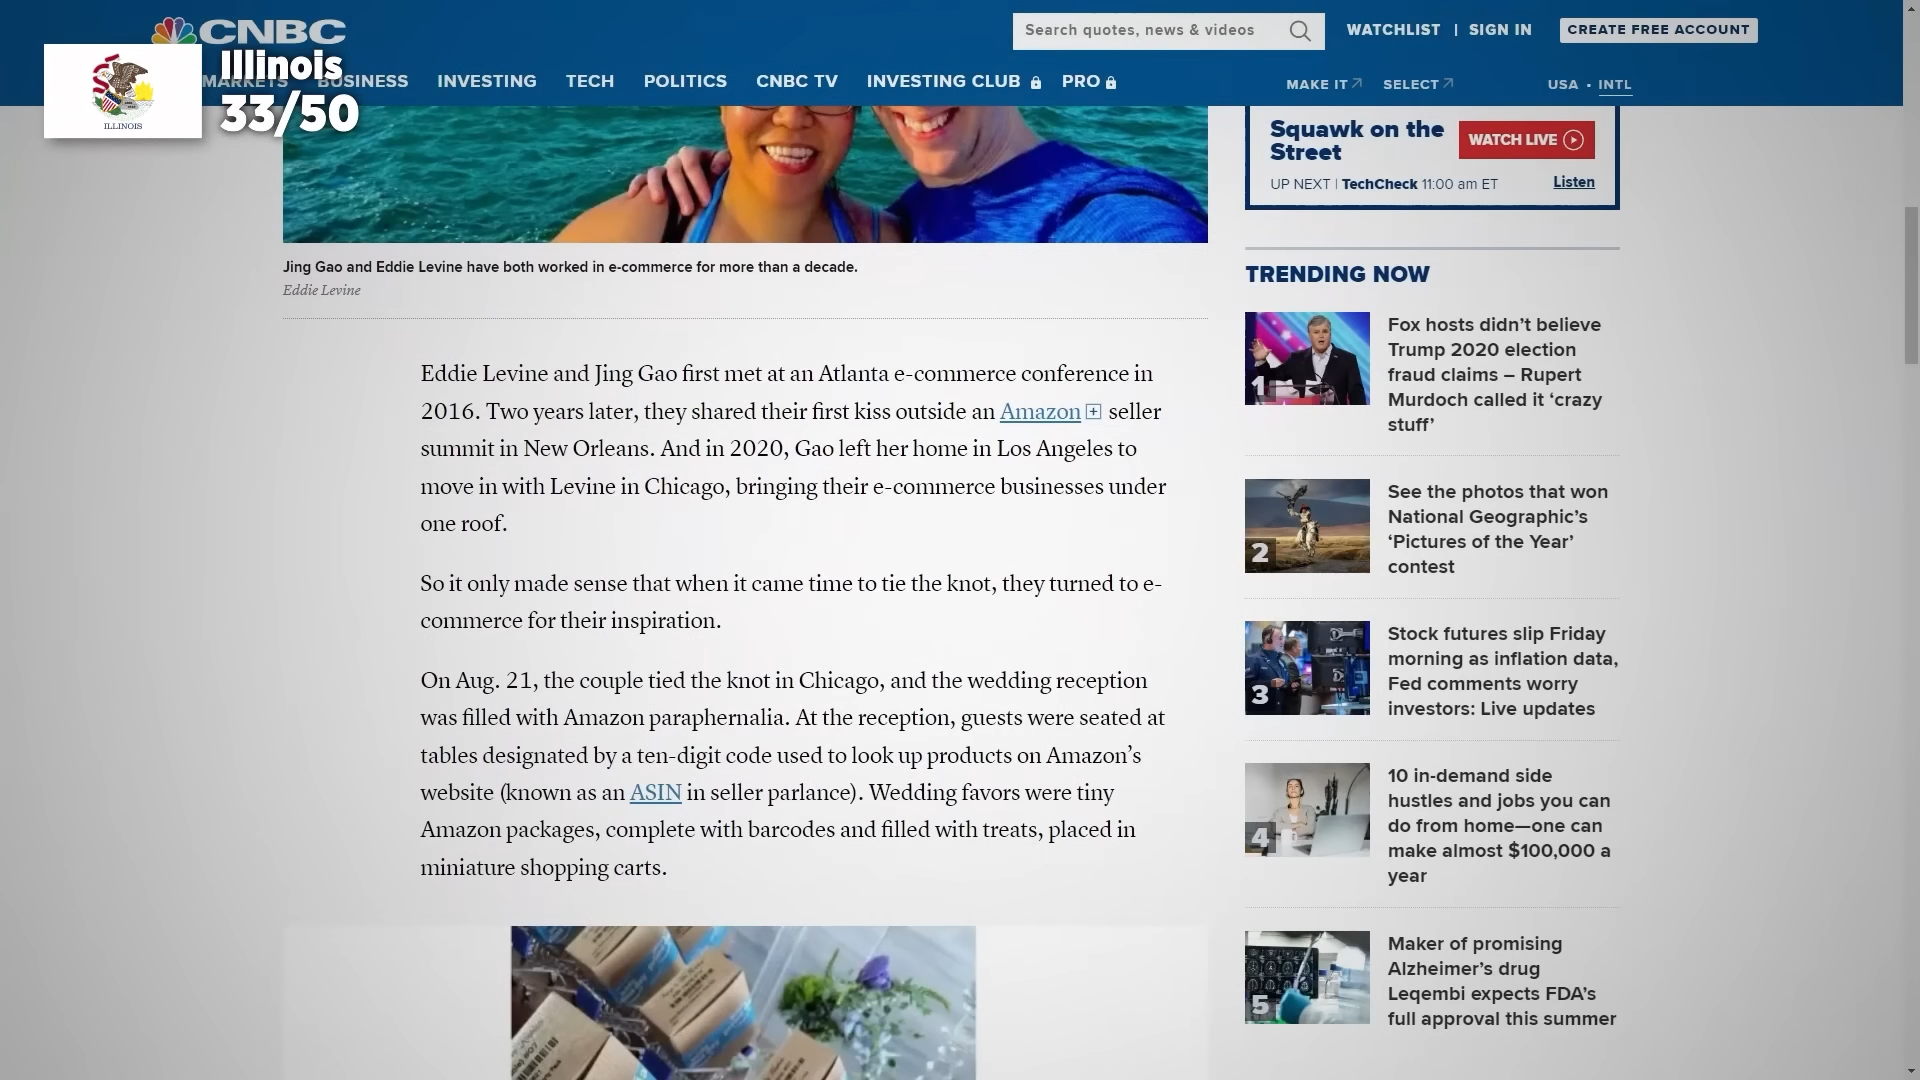 CNBC
Search quotes, news & videos
WATCHLIST | SIGN IN
CREATE FREE ACCOUNT
ILLINOIS
Illinois
33/50
MARKETS BUSINESS INVESTING TECH POLITICS CNBC TV INVESTING CLUB PRO
MAKE IT SELECT USA • INTL
Jing Gao and Eddie Levine have both worked in e-commerce for more than a decade.
Eddie Levine
Eddie Levine and Jing Gao first met at an Atlanta e-commerce conference in
2016. Two years later, they shared their first kiss outside an Amazon seller
summit in New Orleans. And in 2020, Gao left her home in Los Angeles to
move in with Levine in Chicago, bringing their e-commerce businesses under
one roof.
So it only made sense that when it came time to tie the knot, they turned to e-
commerce for their inspiration.
On Aug. 21, the couple tied the knot in Chicago, and the wedding reception
was filled with Amazon paraphernalia. At the reception, guests were seated at
tables designated by a ten-digit code used to look up products on Amazon’s
website (known as an ASIN in seller parlance). Wedding favors were tiny
Amazon packages, complete with barcodes and filled with treats, placed in
miniature shopping carts.
Squawk on the
Street
WATCH LIVE
UP NEXT | TechCheck 11:00 am ET
Listen
TRENDING NOW
1
Fox hosts didn’t believe
Trump 2020 election
fraud claims – Rupert
Murdoch called it ‘crazy
stuff’
2
See the photos that won
National Geographic’s
‘Pictures of the Year’
contest
3
Stock futures slip Friday
morning as inflation data,
Fed comments worry
investors: Live updates
4
10 in-demand side
hustles and jobs you can
do from home—one can
make almost $100,000 a
year
5
Maker of promising
Alzheimer’s drug
Leqembi expects FDA’s
full approval this summer